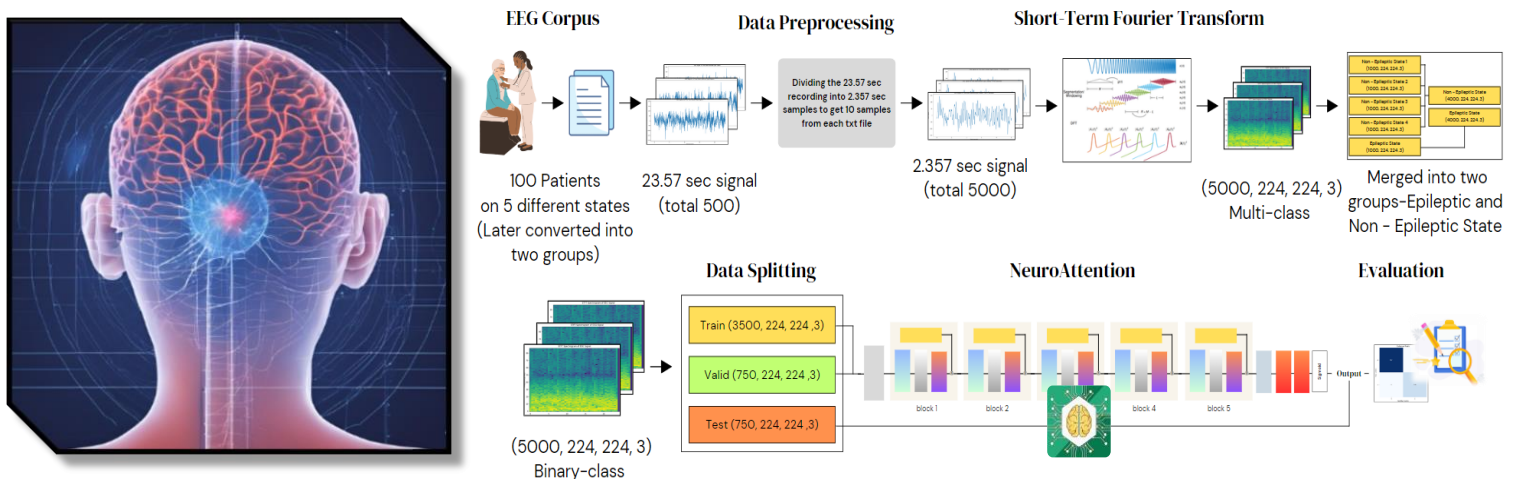 EEG Corpus
Data Preprocessing
Short-Term Fourier Transform
Dividing the 23.57 sec
recording into 2.357 sec
samples to get 10 samples
from each txt file
Non - Epileptic State 1
(1000, 224, 224, 3)
Non - Epileptic State 2
(1000, 224, 224, 3)
Non - Epileptic State 3
(1000, 224, 224, 3)
Non - Epileptic State 4
(1000, 224, 224, 3)
Epileptic State
(1000, 224, 224, 3)
Non - Epileptic State
(4000, 224, 224, 3)
Epileptic State
(4000, 224, 224, 3)
100 Patients
on 5 different states
(Later converted into
two groups)
23.57 sec signal
(total 500)
2.357 sec signal
(total 5000)
(5000, 224, 224, 3)
Multi-class
Merged into two
groups-Epileptic and
Non - Epileptic State
Data Splitting
NeuroAttention
Evaluation
Train (3500, 224, 224 ,3)
Valid (750, 224, 224 ,3)
Test (750, 224, 224 ,3)
block 1
block 2
block 4
block 5
Sigmoid
Output
(5000, 224, 224, 3)
Binary-class